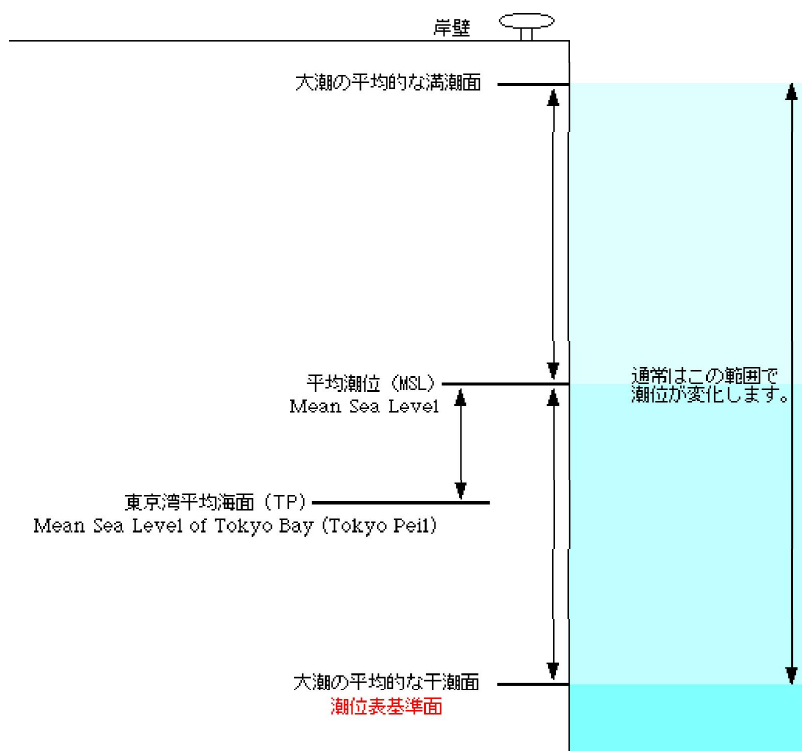 岸壁
大潮の平均的な満潮面
平均潮位（MSL）
Mean Sea Level
通常はこの範囲で
潮位が変化します。
東京湾平均海面（TP）
Mean Sea Level of Tokyo Bay (Tokyo Peil)
大潮の平均的な干潮面
潮位表基準面